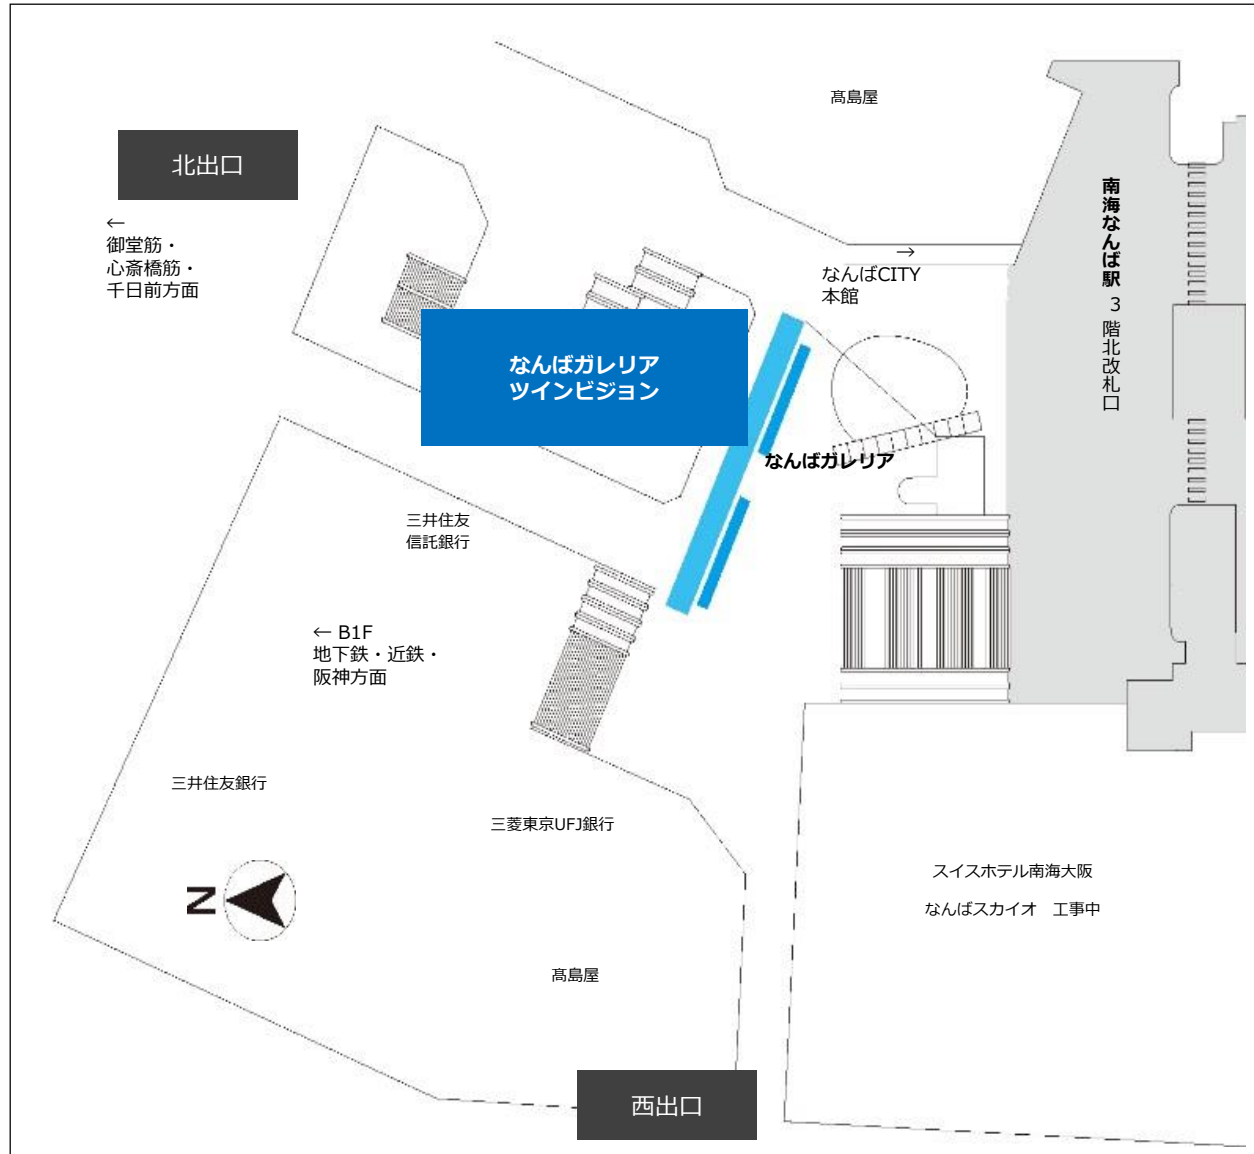 髙島屋
北出口
←
御堂筋・
心斎橋筋・
千日前方面
→
なんばCITY
本館
南海なんば駅 3階北改札口
なんばガレリア
ツインビジョン
なんばガレリア
三井住友
信託銀行
← B1F
地下鉄・近鉄・
阪神方面
三井住友銀行
三菱東京UFJ銀行
N
スイスホテル南海大阪
なんばスカイオ　工事中
髙島屋
西出口